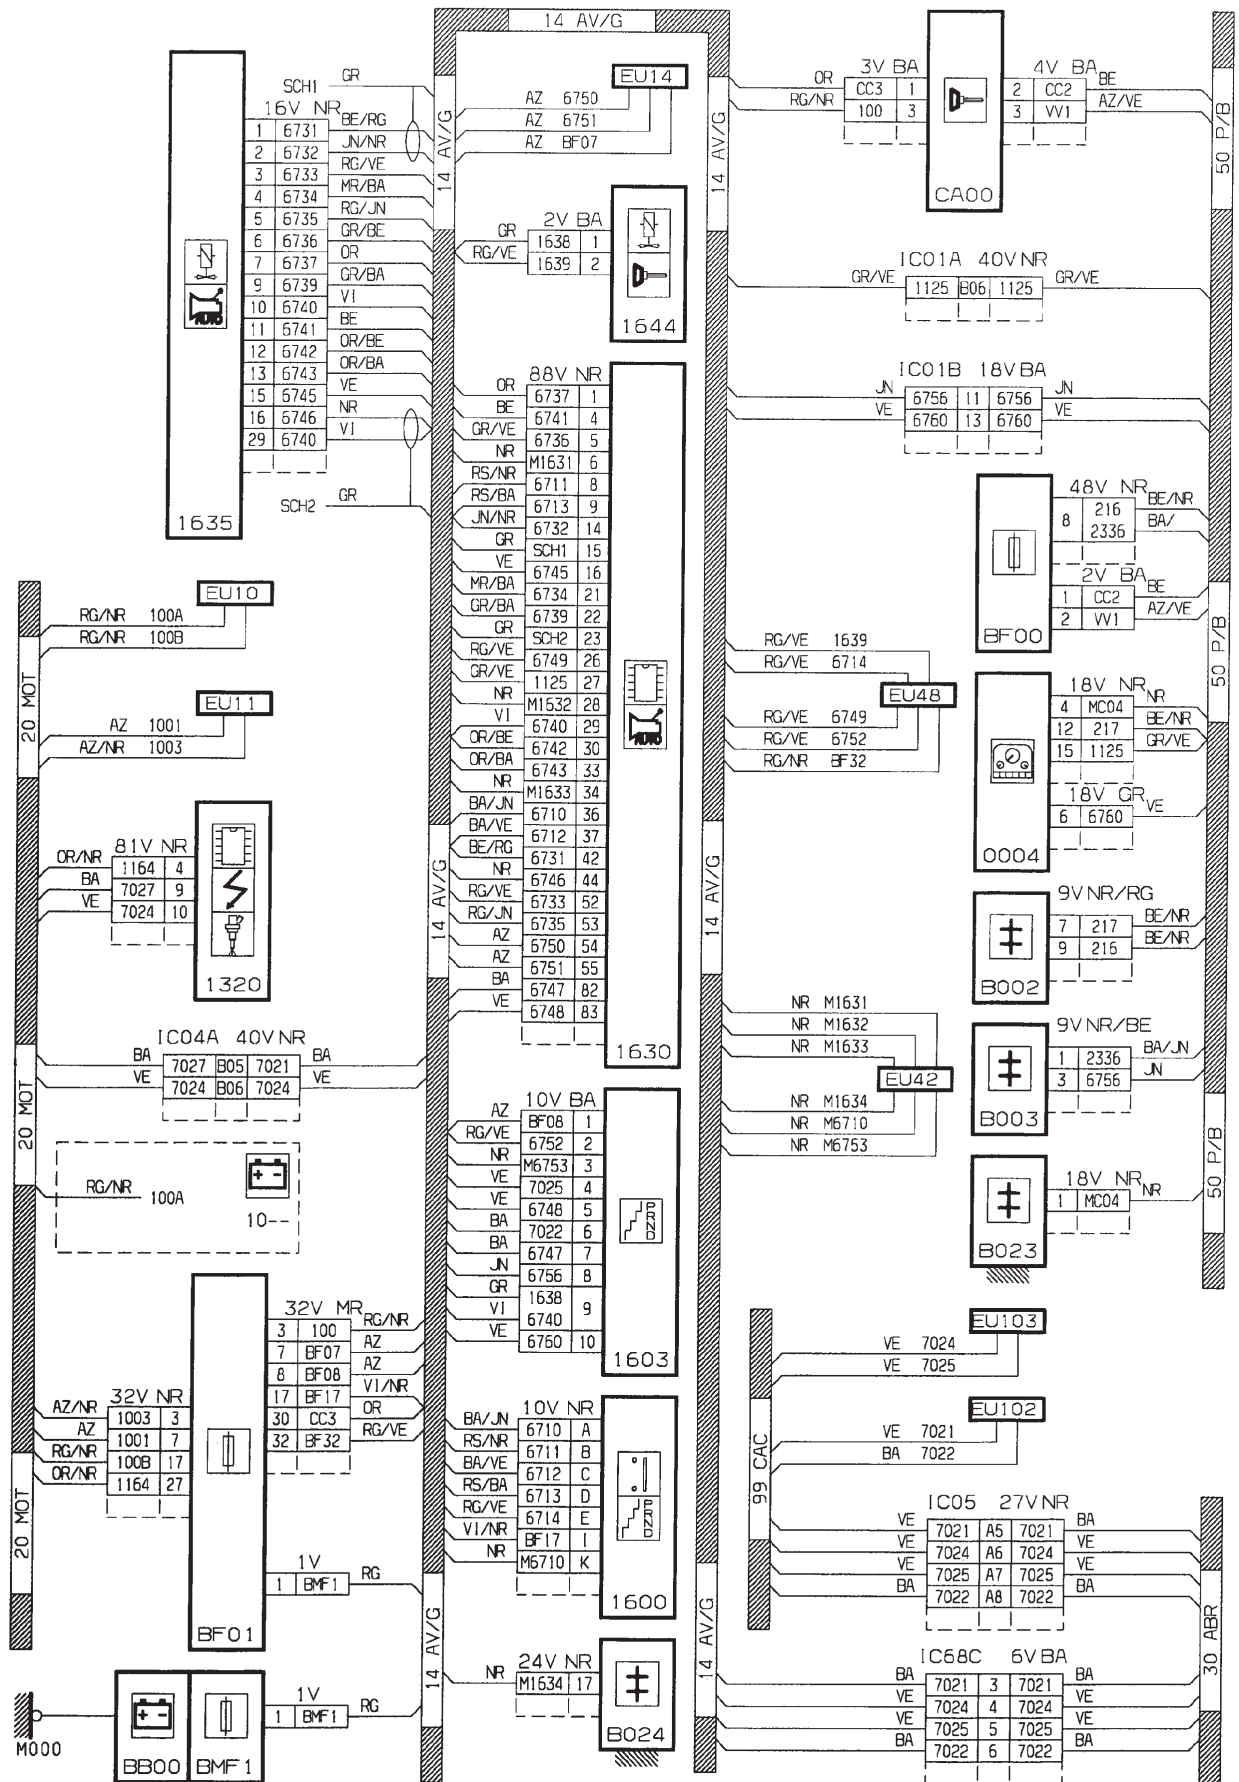 14 AV/G
SCH1 GR
16V NR
1 6731 BE/RG
2 6732 JN/NR
3 6733 RG/VE
4 6734 MR/BA
5 6735 RG/JN
6 6736 GR/BE
7 6737 OR
9 6739 GR/BA
10 6740 VI
11 6741 BE
12 6742 OR/BE
13 6743 OR/BA
15 6745 VE
16 6746 NR
29 6740 VI
SCH2 GR
AUTO
1635
14 AV/G
EU14
AZ 6750
AZ 6751
AZ BF07
2V BA
GR 1638 1
RG/VE 1639 2
1644
14 AV/G
OR
RG/NR
3V BA
CC3 1
100 3
CA00
4V BA
2 CC2 BE
3 VV1 AZ/VE
50 P/B
IC01A 40V NR
GR/VE 1125 B06 1125 GR/VE
IC01B 18V BA
JN 6756 11 6756 JN
VE 6760 13 6760 VE
88V NR
OR 6737 1
BE 6741 4
GR/VE 6736 5
NR M1631 6
RS/NR 6711 8
RS/BA 6713 9
JN/NR 6732 14
GR SCH1 15
VE 6745 16
MR/BA 6734 21
GR/BA 6739 22
GR SCH2 23
RG/VE 6749 26
GR/VE 1125 27
NR M1632 28
VI 6740 29
OR/BE 6742 30
OR/BA 6743 33
NR M1633 34
BA/JN 6710 36
BA/VE 6712 37
BE/RG 6731 42
NR 6746 44
RG/VE 6733 52
RG/JN 6735 53
AZ 6750 54
AZ 6751 55
BA 6747 82
VE 6748 83
AUTO
1630
48V NR
8 216 BE/NR
2336 BA/
2V BA
1 CC2 BE
2 VV1 AZ/VE
BF00
50 P/B
EU10
RG/NR 100A
RG/NR 100B
20 MOT
EU11
AZ 1001
AZ/NR 1003
RG/VE 1639
RG/VE 6714
EU48
RG/VE 6749
RG/VE 6752
RG/NR BF32
18V NR
4 MC04 NR
12 217 BE/NR
15 1125 GR/VE
18V GR
6 6760 VE
0004
81V NR
OR/NR 1164 4
BA 7027 9
VE 7024 10
1320
14 AV/G
14 AV/G
9V NR/RG
7 217 BE/NR
9 216 BE/NR
B002
IC04A 40V NR
BA 7027 B05 7021 BA
VE 7024 B06 7024 VE
20 MOT
NR M1631
NR M1632
NR M1633
EU42
NR M1634
NR M6710
NR M6753
9V NR/BE
1 2336 BA/JN
3 6756 JN
B003
50 P/B
RG/NR 100A
10--
10V BA
AZ BF08 1
RG/VE 6752 2
NR M6753 3
VE 7025 4
VE 6748 5
BA 7022 6
BA 6747 7
JN 6756 8
GR 1638 9
VI 6740
VE 6760 10
PRND
1603
18V NR
1 MC04 NR
B023
32V MR
3 100 RG/NR
7 BF07 AZ
8 BF08 AZ
17 BF17 VI/NR
30 CC3 OR
32 BF32 RG/VE
32V NR
AZ/NR 1003 3
AZ 1001 7
RG/NR 100B 17
OR/NR 1164 27
20 MOT
1V
1 BMF1 RG
BF01
10V NR
BA/JN 6710 A
RS/NR 6711 B
BA/VE 6712 C
RS/BA 6713 D
RG/VE 6714 E
VI/NR BF17 I
NR M6710 K
PRND
1600
EU103
VE 7024
VE 7025
EU102
VE 7021
BA 7022
99 CAC
IC05 27V NR
VE 7021 A5 7021 BA
VE 7024 A6 7024 VE
VE 7025 A7 7025 VE
BA 7022 A8 7022 BA
14 AV/G
14 AV/G
30 ABR
M000
BB00
BMF1
1V
1 BMF1 RG
24V NR
NR M1634 17
B024
IC68C 6V BA
BA 7021 3 7021 BA
VE 7024 4 7024 VE
VE 7025 5 7025 VE
BA 7022 6 7022 BA